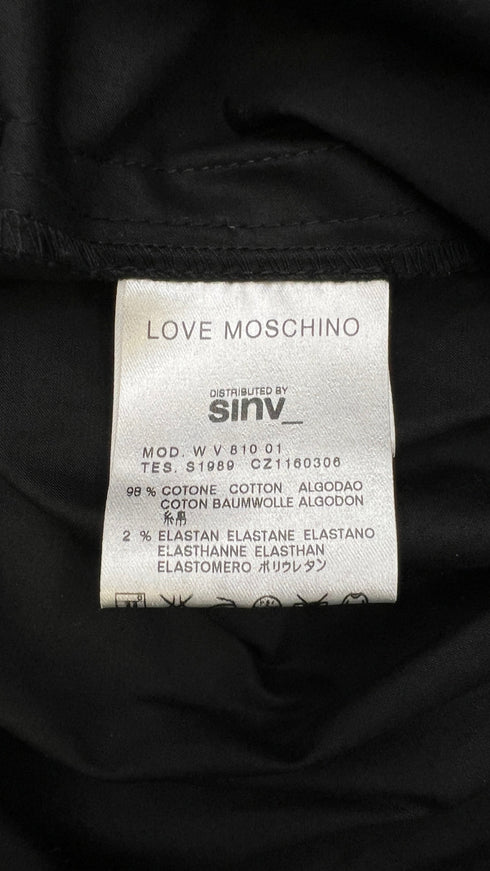 LOVE MOSCHINO
DISTRIBUTED BY
sinv_
MOD. W V 810 01
TES. S1989 CZ1160306
98 % COTONE COTTON ALGODAO
COTON BAUMWOLLE ALGODON
2 % ELASTAN ELASTANE ELASTANO
ELASTHANNE ELASTHAN
ELASTOMERO ポリウレタン